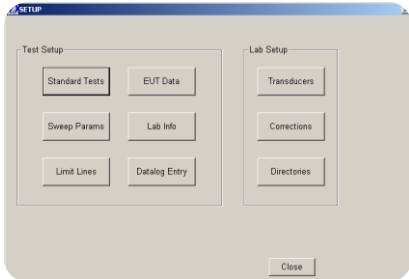 SETUP
Test Setup
Lab Setup
Standard Tests
EUT Data
Transducers
Sweep Params
Lab Info
Corrections
Limit Lines
Datalog Entry
Directories
Close